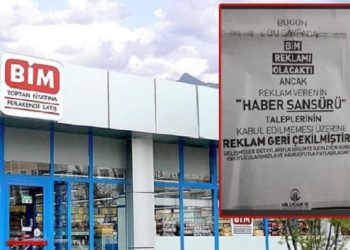 BİM
TOPTAN FİYATINA
PERAKENDE SATIŞ
BİM
BUGÜN
BU SAYFADA
BİM
REKLAMI
OLACAKTI
ANCAK
REKLAM VEREN'İN
"HABER SANSÜRÜ"
TALEPLERİNİN
KABUL EDİLMEMESİ ÜZERİNE
REKLAM GERİ ÇEKİLMİŞTİR